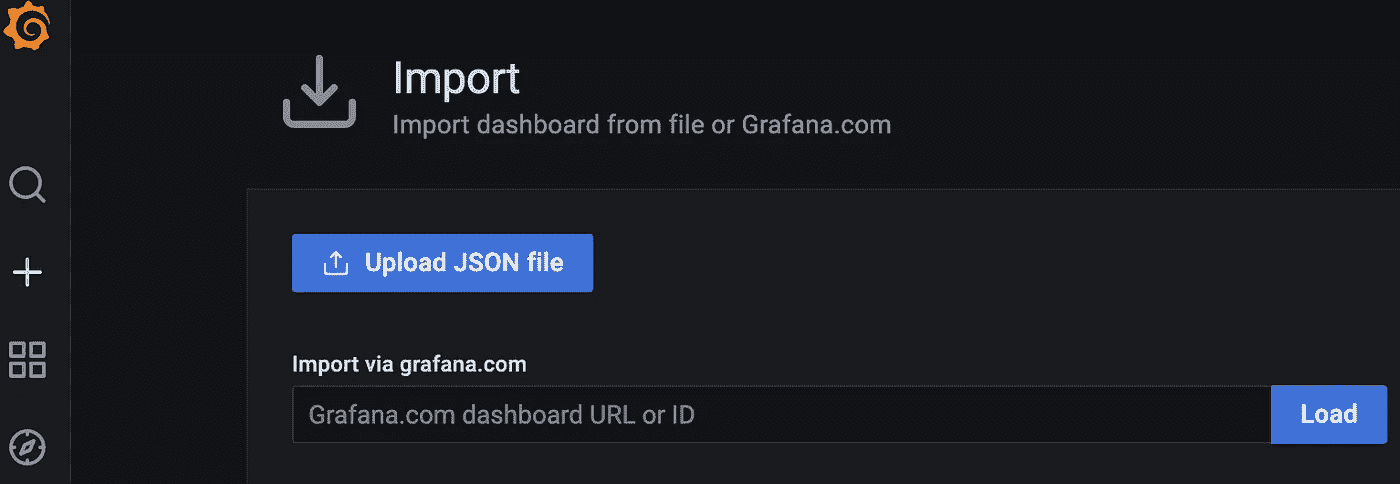 Import
Import dashboard from file or Grafana.com
Upload JSON file
Import via grafana.com
Grafana.com dashboard URL or ID
Load